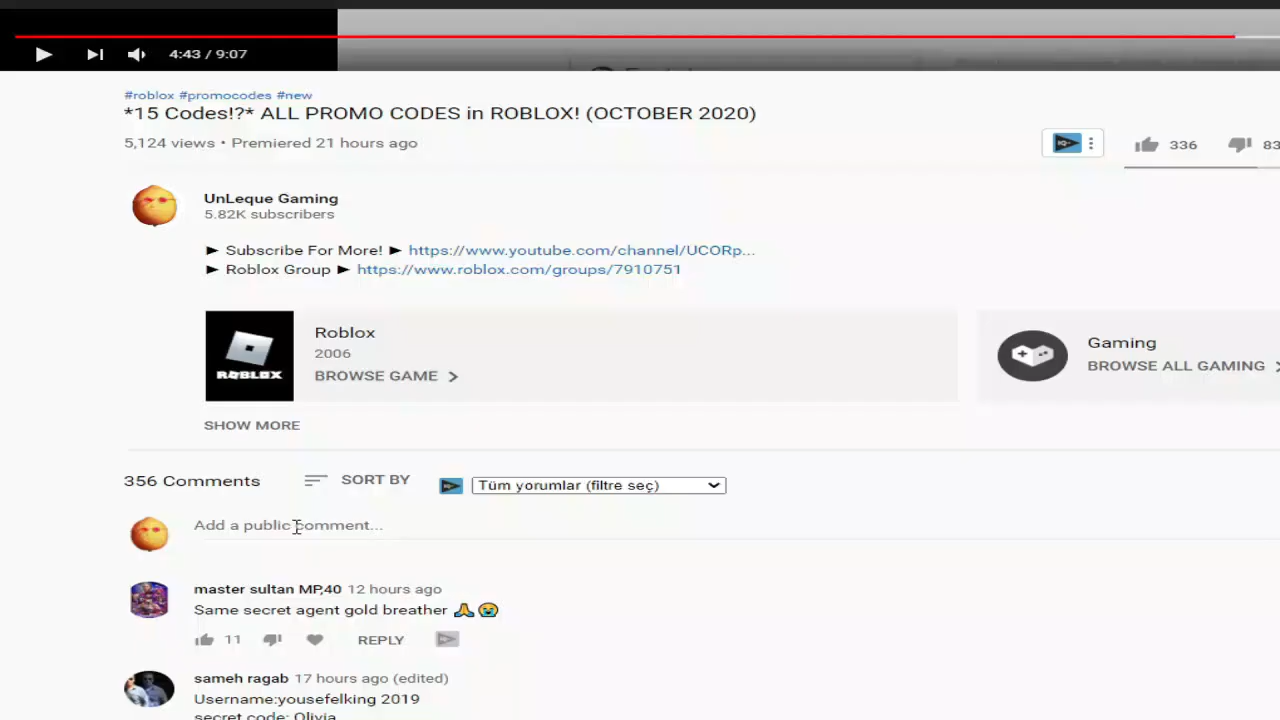 4:43 / 9:07
#roblox #promocodes #new
*15 Codes!?* ALL PROMO CODES in ROBLOX! (OCTOBER 2020)
5,124 views • Premiered 21 hours ago
336
83
UnLeque Gaming
5.82K subscribers
► Subscribe For More! ► https://www.youtube.com/channel/UCORp...
► Roblox Group ► https://www.roblox.com/groups/7910751
Roblox
2006
BROWSE GAME
ROBLOX
Gaming
BROWSE ALL GAMING
SHOW MORE
356 Comments
SORT BY
Tüm yorumlar (filtre seç)
Add a public comment...
master sultan MP,40 12 hours ago
Same secret agent gold breather 🙏😭
11
REPLY
sameh ragab 17 hours ago (edited)
Username:yousefelking 2019
secret code: Olivia